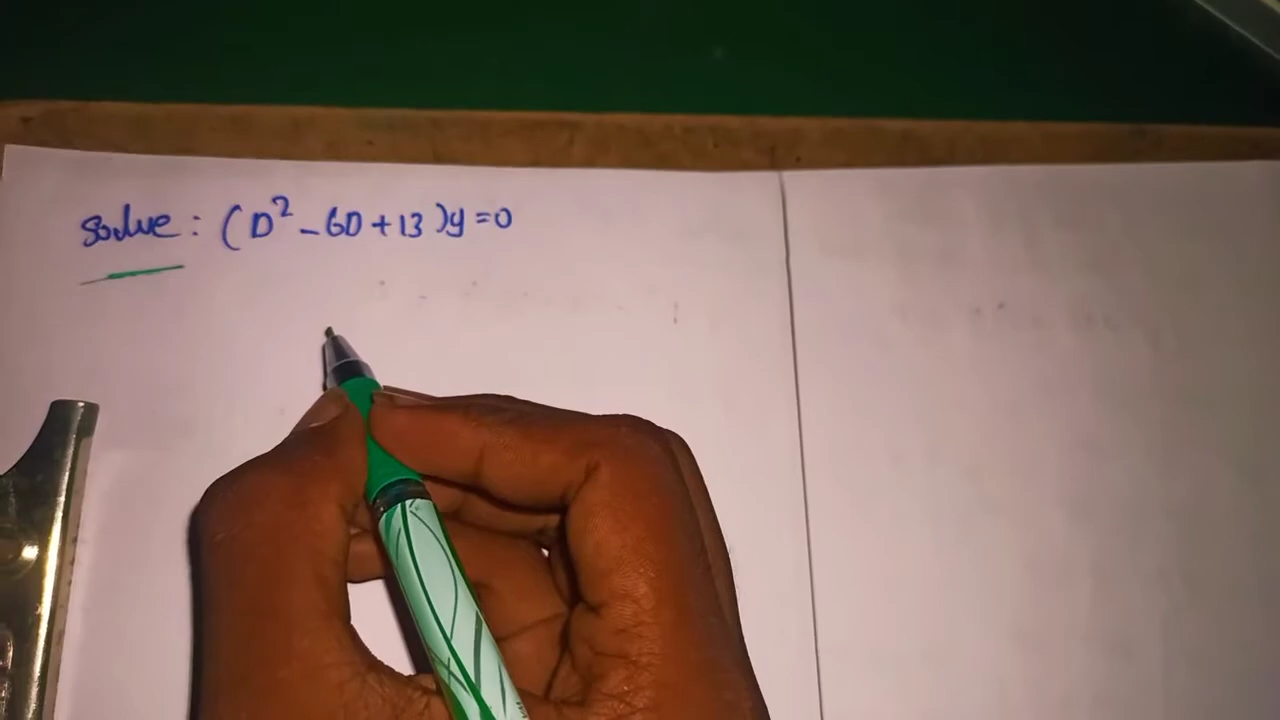 Solve : (D² - 6D + 13)y = 0